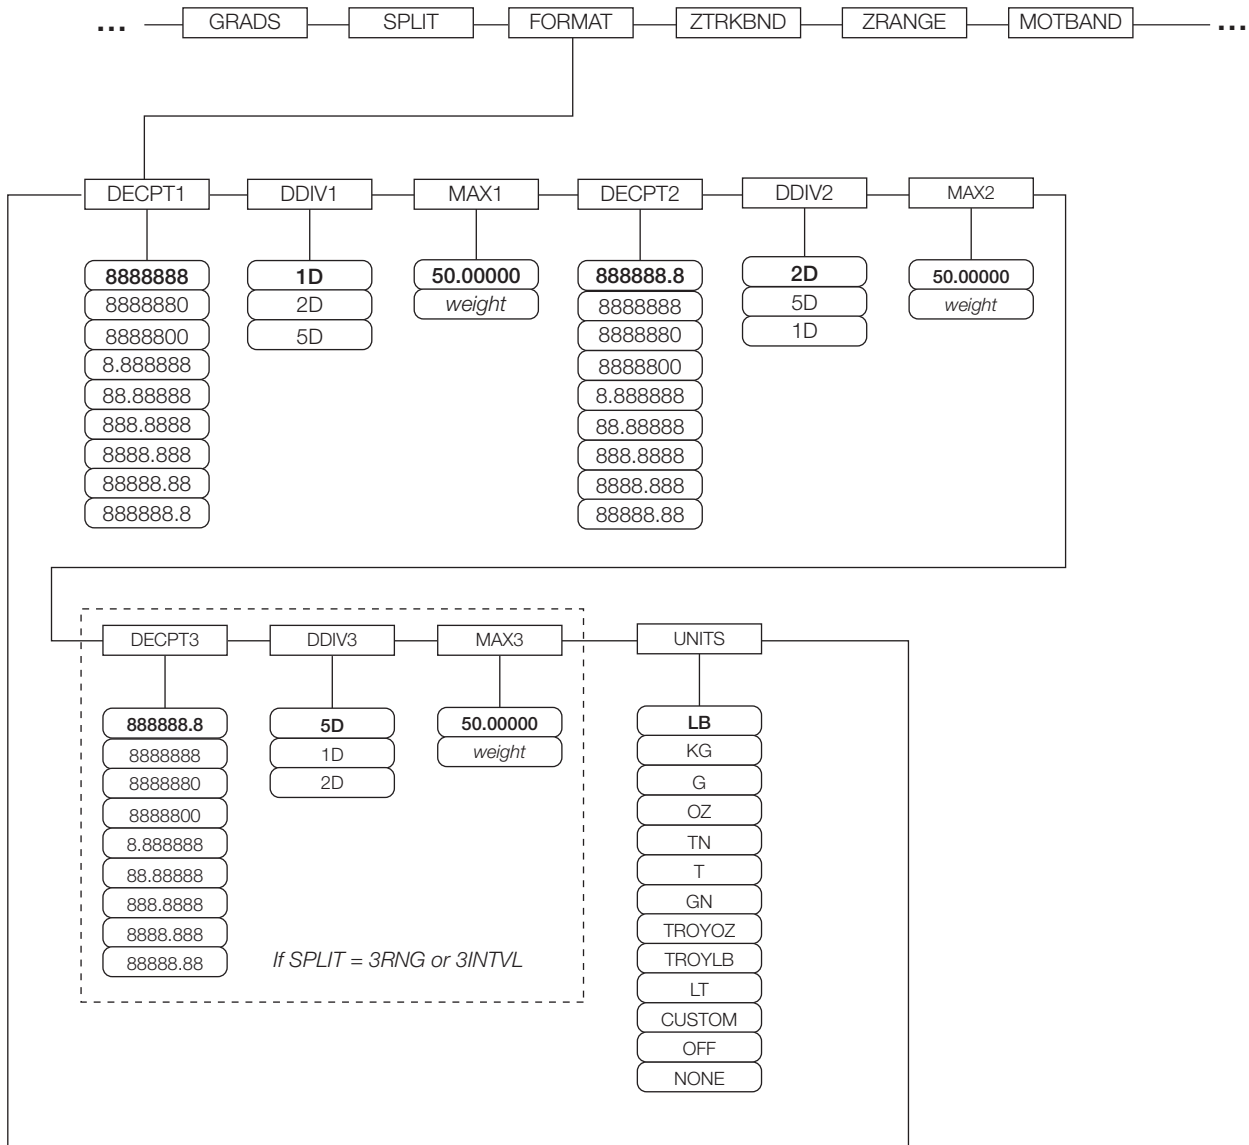 ... GRADS SPLIT FORMAT ZTRKBND ZRANGE MOTBAND ...
DECPT1 DDIV1 MAX1 DECPT2 DDIV2 MAX2
8888888 1D 50.00000 888888.8 2D 50.00000
8888880 2D weight 8888888 5D weight
8888800 5D 8888880 1D
8.888888 8888800
88.88888 8.888888
888.8888 88.88888
8888.888 888.8888
88888.88 8888.888
888888.8 88888.88
DECPT3 DDIV3 MAX3 UNITS
888888.8 5D 50.00000 LB
8888888 1D weight KG
8888880 2D G
8888800 OZ
8.888888 TN
88.88888 T
888.8888 GN
8888.888 TROYOZ
88888.88 If SPLIT = 3RNG or 3INTVL TROYLB
LT
CUSTOM
OFF
NONE